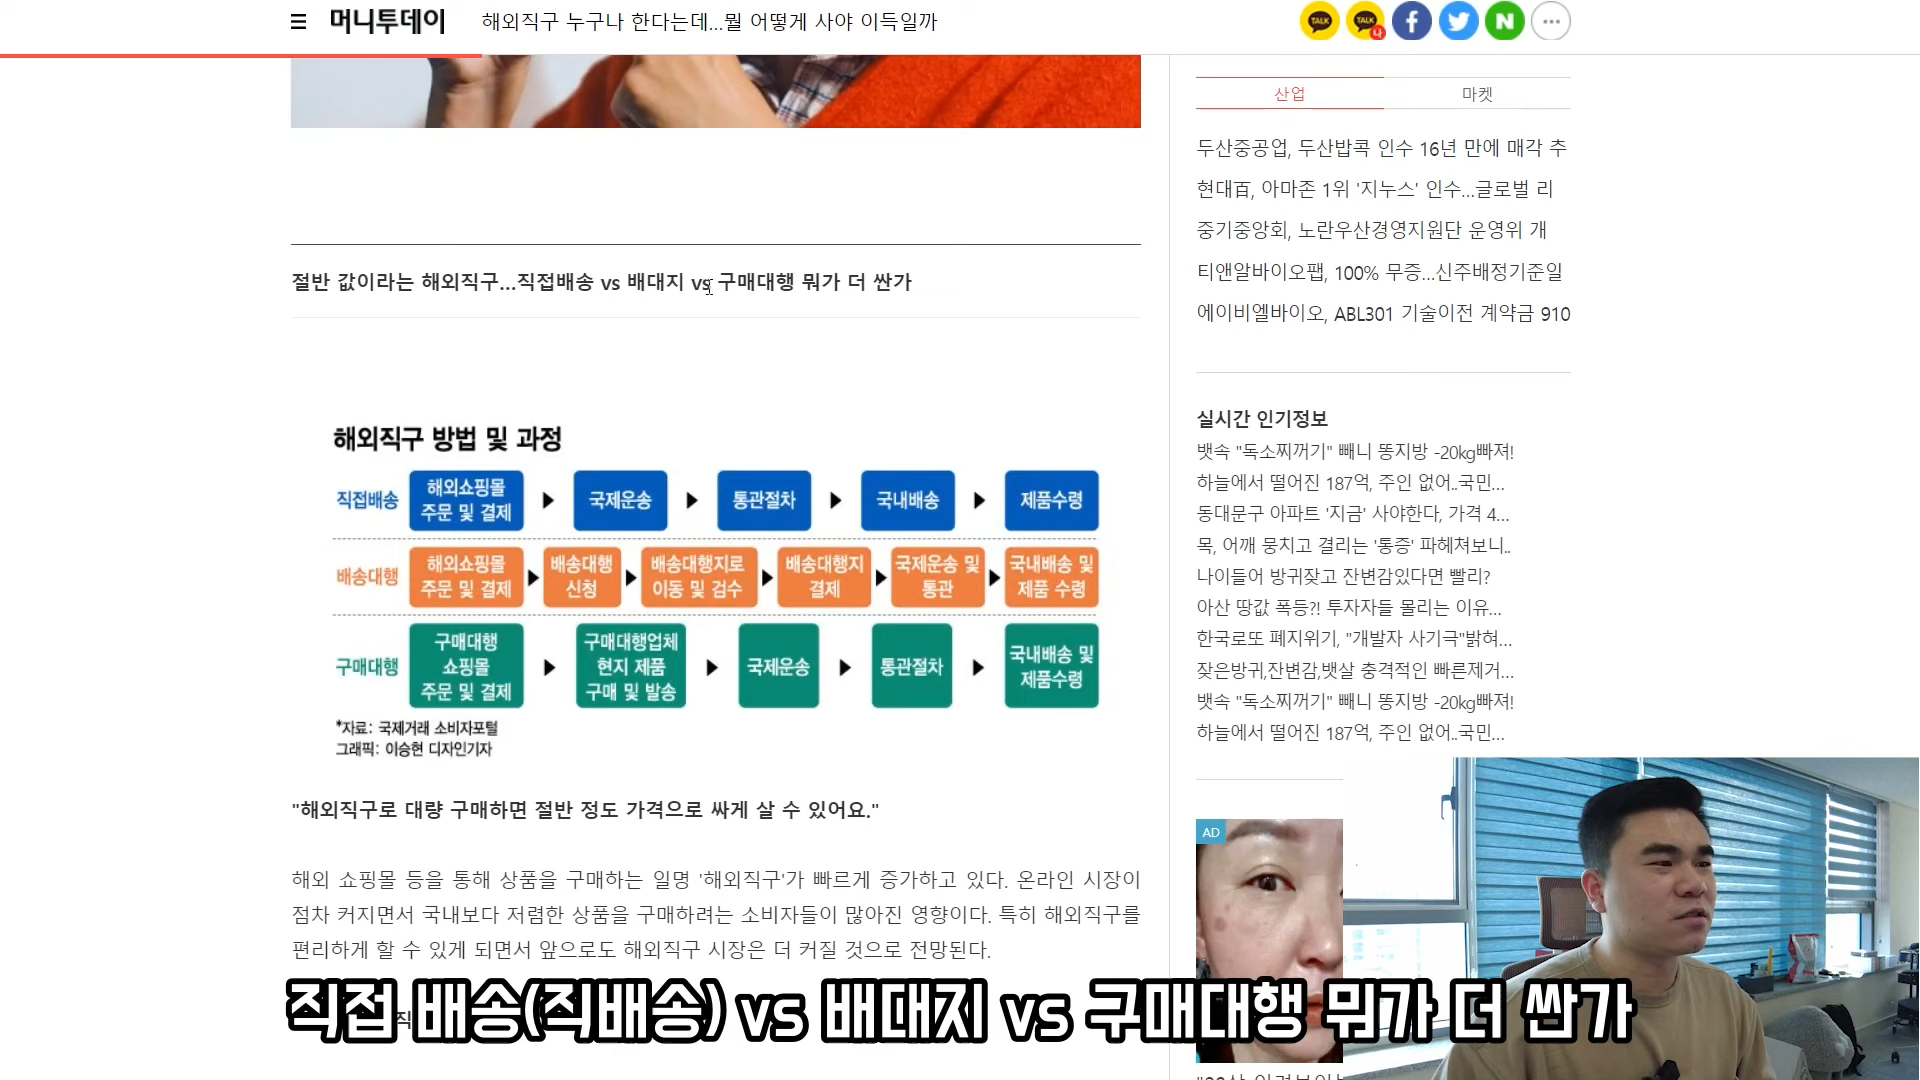 머니투데이
해외직구 누구나 한다는데...뭘 어떻게 사야 이득일까
TALK
TALK
나
f
N
절반 값이라는 해외직구...직접배송 vs 배대지 vs 구매대행 뭐가 더 싼가
해외직구 방법 및 과정
직접배송
해외쇼핑몰
주문 및 결제
국제운송
통관절차
국내배송
제품수령
배송대행
해외쇼핑몰
주문 및 결제
배송대행
신청
배송대행지로
이동 및 검수
배송대행지
결제
국제운송 및
통관
국내배송 및
제품 수령
구매대행
구매대행
쇼핑몰
주문 및 결제
구매대행업체
현지 제품
구매 및 발송
국제운송
통관절차
국내배송 및
제품수령
*자료: 국제거래 소비자포털
그래픽: 이승현 디자인기자
"해외직구로 대량 구매하면 절반 정도 가격으로 싸게 살 수 있어요."
해외 쇼핑몰 등을 통해 상품을 구매하는 일명 '해외직구'가 빠르게 증가하고 있다. 온라인 시장이
점차 커지면서 국내보다 저렴한 상품을 구매하려는 소비자들이 많아진 영향이다. 특히 해외직구를
편리하게 할 수 있게 되면서 앞으로도 해외직구 시장은 더 커질 것으로 전망된다.
산업
마켓
두산중공업, 두산밥콕 인수 16년 만에 매각 추
현대百, 아마존 1위 '지누스' 인수...글로벌 리
중기중앙회, 노란우산경영지원단 운영위 개
티앤알바이오팹, 100% 무증...신주배정기준일
에이비엘바이오, ABL301 기술이전 계약금 910
실시간 인기정보
뱃속 "독소찌꺼기" 빼니 똥지방 -20kg빠져!
하늘에서 떨어진 187억, 주인 없어..국민...
동대문구 아파트 '지금' 사야한다, 가격 4...
목, 어깨 뭉치고 결리는 '통증' 파헤쳐보니..
나이들어 방귀잦고 잔변감있다면 빨리?
아산 땅값 폭등?! 투자자들 몰리는 이유...
한국로또 폐지위기, "개발자 사기극"밝혀...
잦은방귀,잔변감,뱃살 충격적인 빠른제거...
뱃속 "독소찌꺼기" 빼니 똥지방 -20kg빠져!
하늘에서 떨어진 187억, 주인 없어..국민...
AD
직접 배송(직배송) vs 배대지 vs 구매대행 뭐가 더 싼가